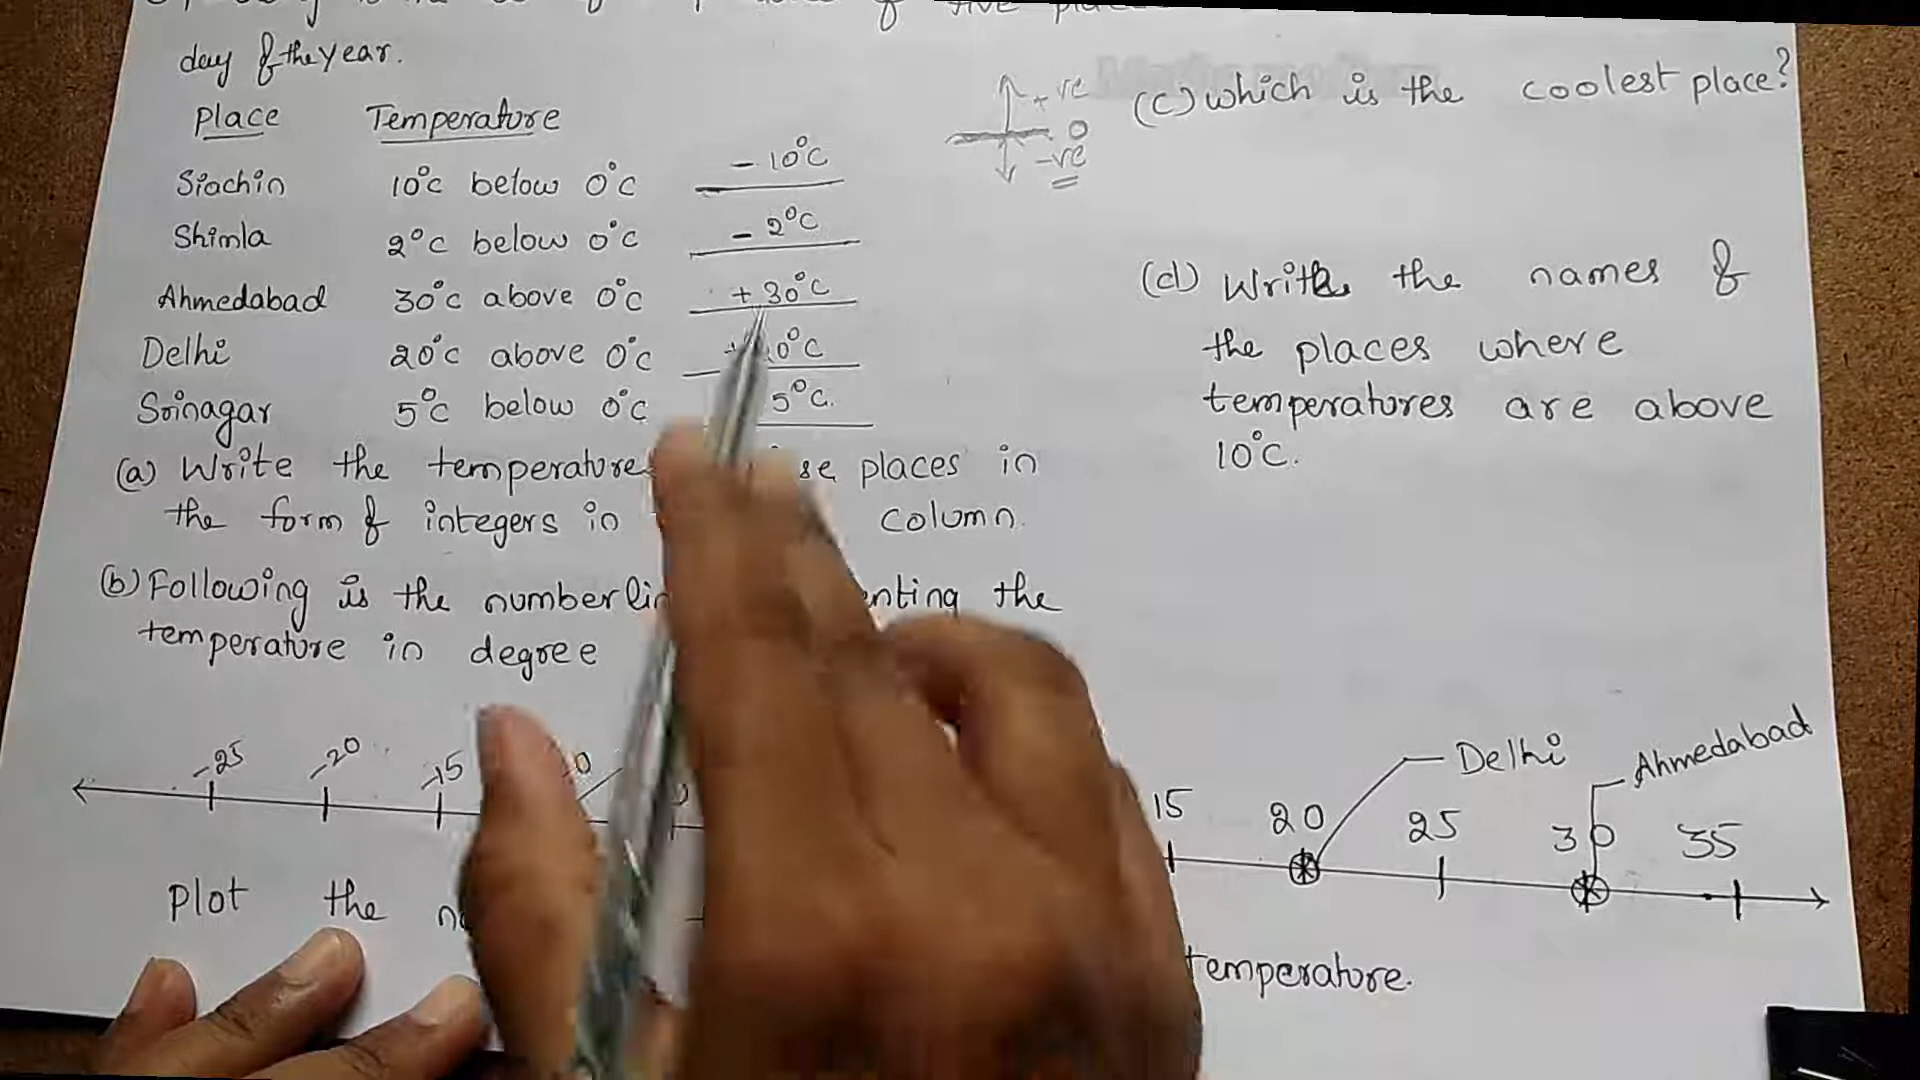 day of the year.
Place Temperature
Siachin 10°c below 0°c - 10°C
Shimla 2°c below 0°c - 2°C
Ahmedabad 30°c above 0°c + 30°C
Delhi 20°c above 0°c 0°C
Srinagar 5°c below 0°c 5°C.
(a) Write the temperature places in
the form of integers in column.
(b) Following is the the
temperature in degree
-25 -20 -15
Plot the
+ve
0
-ve
(c) which is the coolest place?
(d) Write the names of
the places where
temperatures are above
10°C.
Delhi Ahmedabad
15 20 25 30 35
temperature.